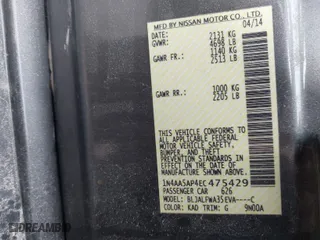 MFD BY NISSAN MOTOR CO., LTD.
DATE: 04/14
GVWR: 2131 KG
4698 LB
GAWR FR.: 1140 KG
2513 LB
GAWR RR.: 1000 KG
2205 LB
THIS VEHICLE CONFORMS TO
ALL APPLICABLE FEDERAL
MOTOR VEHICLE SAFETY,
BUMPER, AND THEFT
PREVENTION STANDARDS IN
EFFECT ON THE DATE OF
MANUFACTURE SHOWN ABOVE.
1N4AA5AP4EC475429
PASSENGER CAR 626
MODEL: BLJALFWA35EVA----C
COLOR: KAD TRIM: G 9N00A